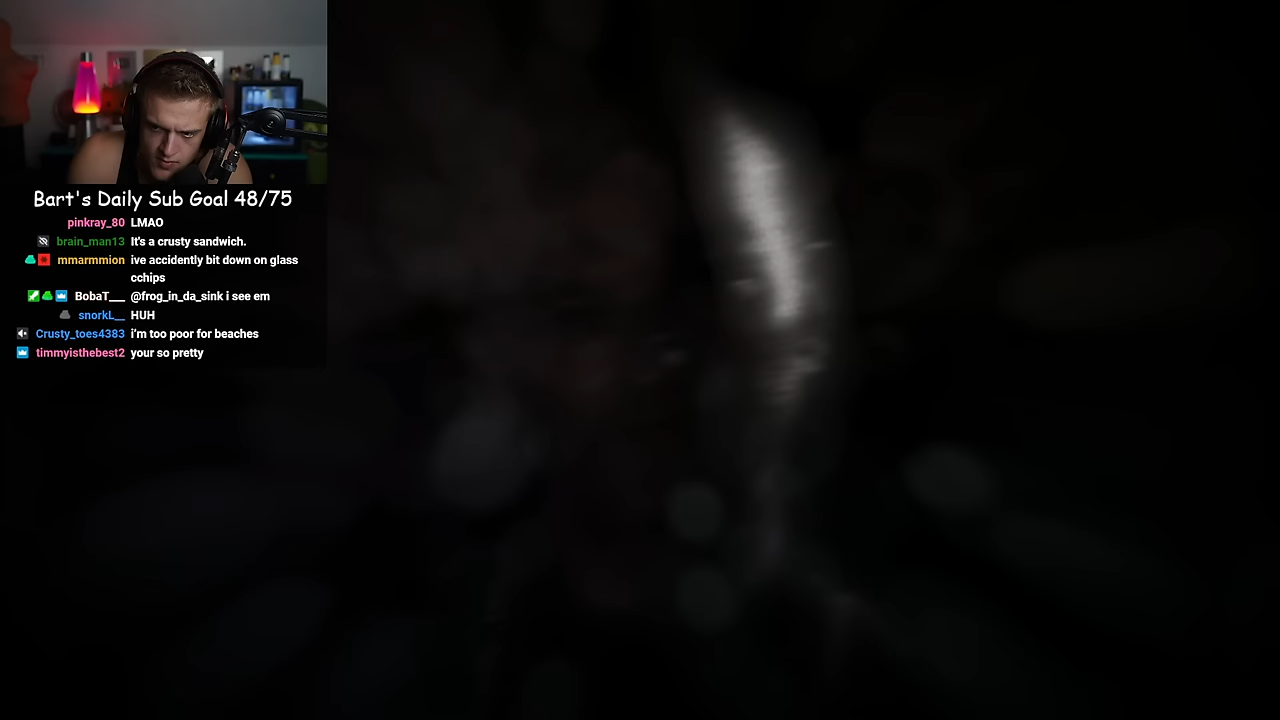 Bart's Daily Sub Goal 48/75
pinkray_80 LMAO
brain_man13 It's a crusty sandwich.
mmarmmion ive accidently bit down on glass
cchips
BobaT___ @frog_in_da_sink i see em
snorkL__ HUH
Crusty_toes4383 i'm too poor for beaches
timmyisthebest2 your so pretty